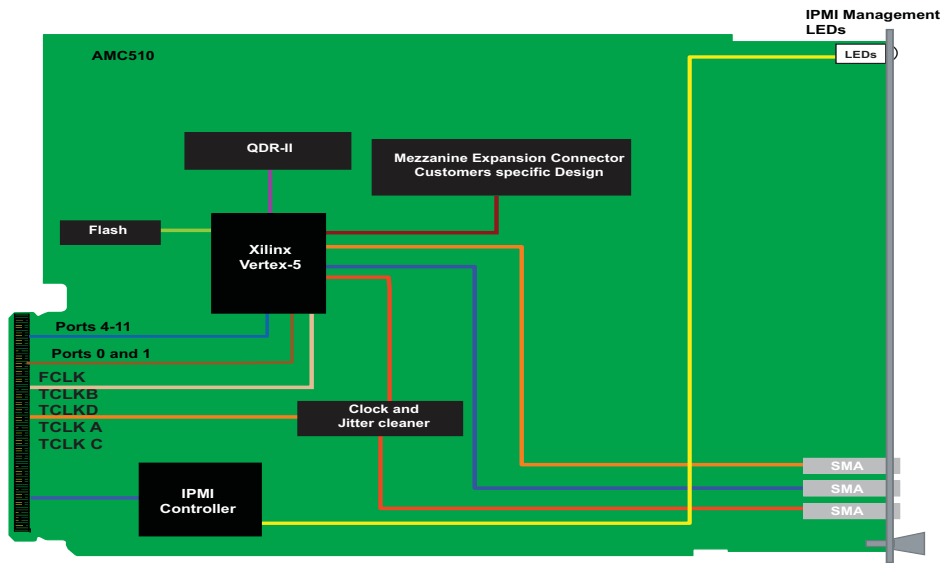 IPMI Management
LEDs
AMC510
LEDs
QDR-II
Mezzanine Expansion Connector
Customers specific Design
Flash
Xilinx
Vertex-5
Ports 4-11
Ports 0 and 1
FCLK
TCLKB
TCLKD
TCLK A
TCLK C
Clock and
Jitter cleaner
IPMI
Controller
SMA
SMA
SMA